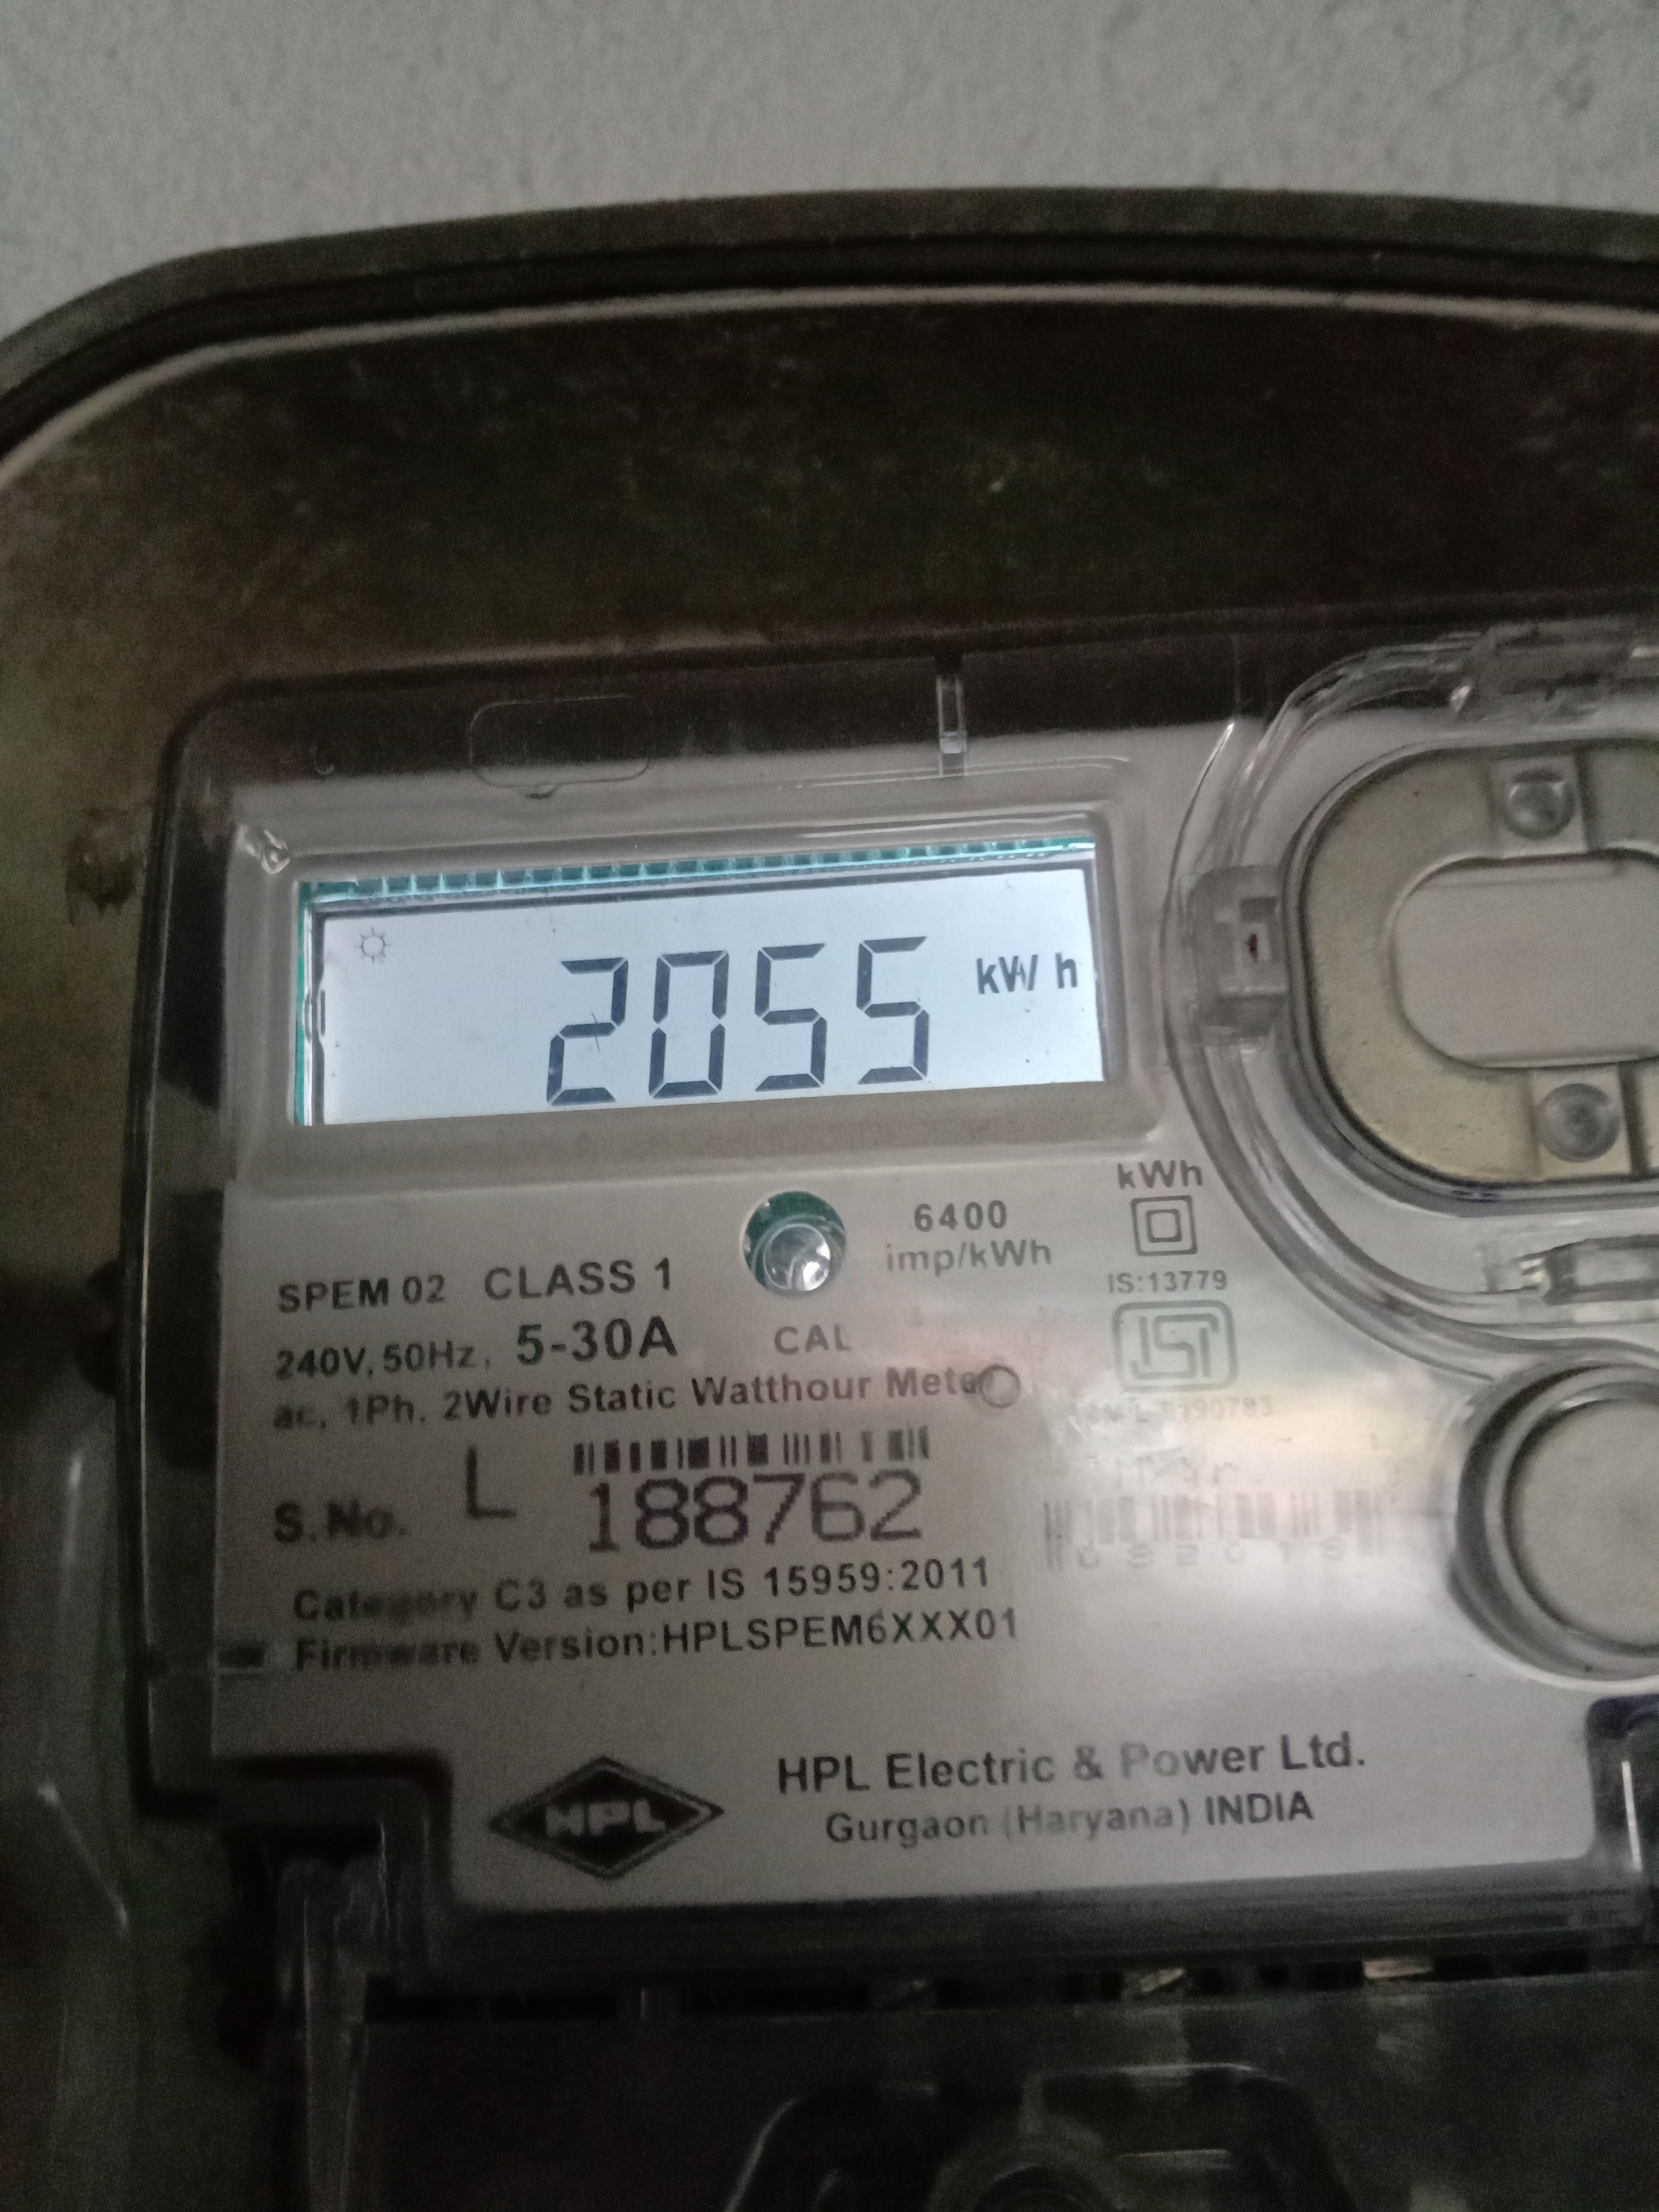 2055 kW h
6400
imp/kWh
kWh
IS:13779
ISI
SPEM 02 CLASS 1
240V, 50Hz, 5-30A
CAL
ac, 1Ph. 2Wire Static Watthour Meter
S.No. L 188762
Category C3 as per IS 15959:2011
Firmware Version:HPLSPEM6XXX01
HPL
HPL Electric & Power Ltd.
Gurgaon (Haryana) INDIA